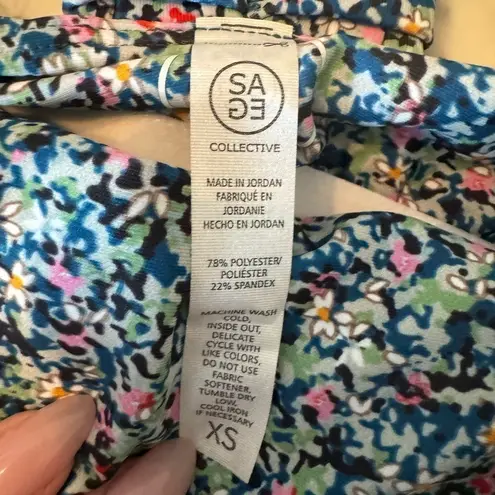 SA
GE
COLLECTIVE
MADE IN JORDAN
FABRIQUÉ EN
JORDANIE
HECHO EN JORDAN
78% POLYESTER/
POLIÉSTER
22% SPANDEX
MACHINE WASH
COLD,
INSIDE OUT,
DELICATE
CYCLE WITH
LIKE COLORS,
DO NOT USE
FABRIC
SOFTENER,
TUMBLE DRY
LOW,
COOL IRON
IF NECESSARY
XS